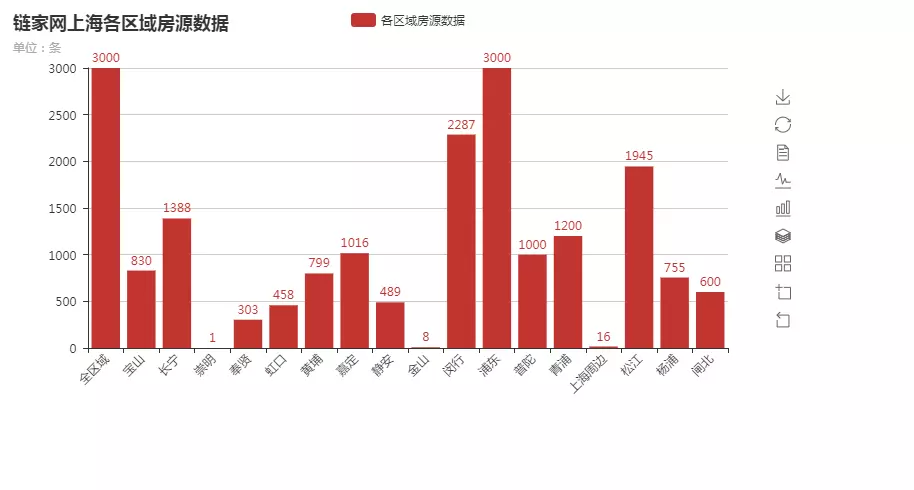 链家网上海各区域房源数据
各区域房源数据
单位：条
3000
2500
2000
1500
1000
500
0
3000
830
1388
1
303
458
799
1016
489
8
2287
3000
1000
1200
16
1945
755
600
全区域
宝山
长宁
崇明
奉贤
虹口
黄埔
嘉定
静安
金山
闵行
浦东
普陀
青浦
上海周边
松江
杨浦
闸北